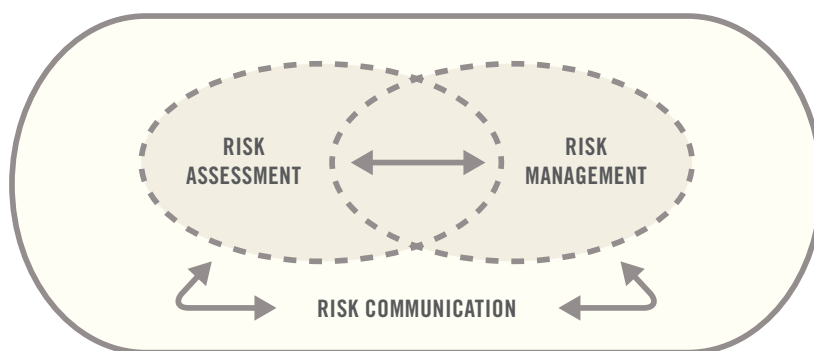 RISK
ASSESSMENT
RISK
MANAGEMENT
RISK COMMUNICATION